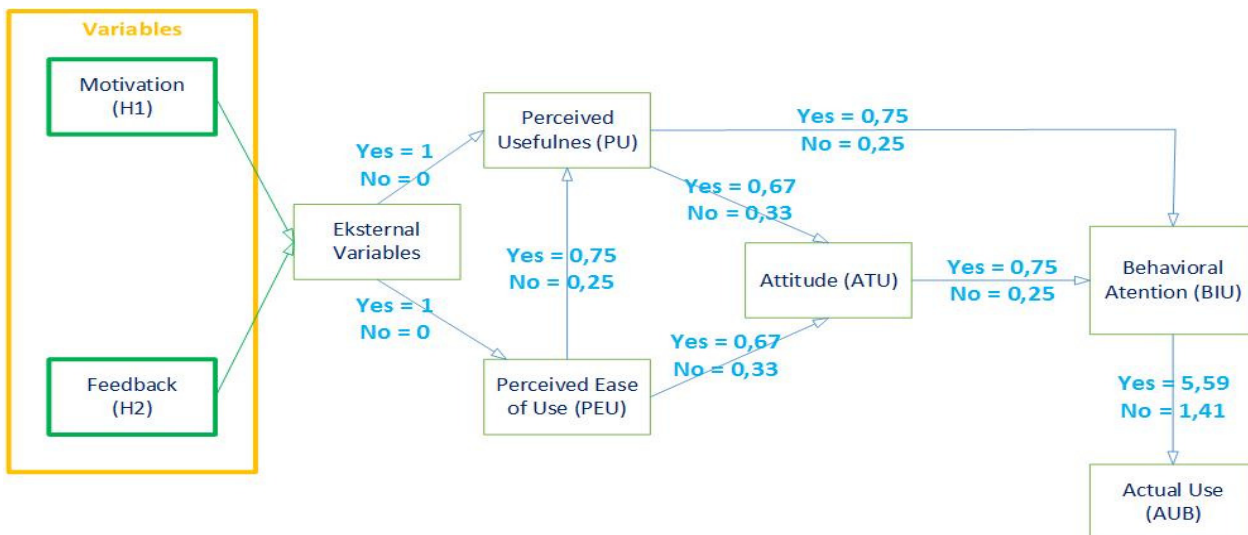 Variables
Motivation
(H1)
Feedback
(H2)
Eksternal
Variables
Yes = 1
No = 0
Yes = 1
No = 0
Perceived
Usefulnes (PU)
Yes = 0,75
No = 0,25
Perceived Ease
of Use (PEU)
Yes = 0,75
No = 0,25
Yes = 0,67
No = 0,33
Yes = 0,67
No = 0,33
Attitude (ATU)
Yes = 0,75
No = 0,25
Behavioral
Atention (BIU)
Yes = 5,59
No = 1,41
Actual Use
(AUB)